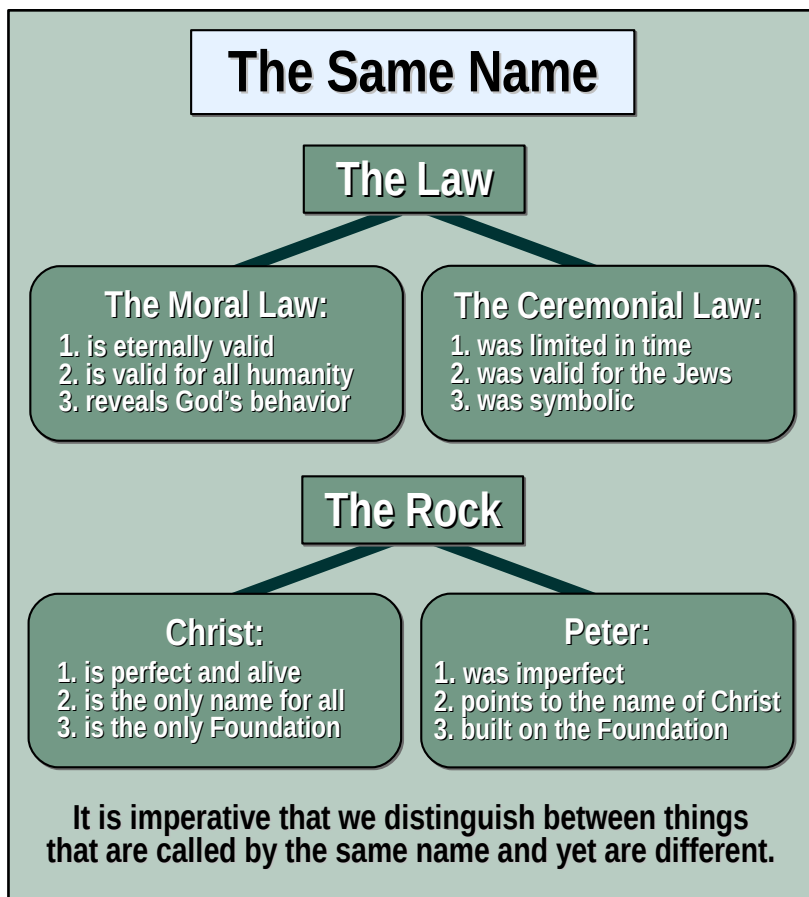 The Same Name
The Law
The Moral Law:
1. is eternally valid
2. is valid for all humanity
3. reveals God’s behavior
The Ceremonial Law:
1. was limited in time
2. was valid for the Jews
3. was symbolic
The Rock
Christ:
1. is perfect and alive
2. is the only name for all
3. is the only Foundation
Peter:
1. was imperfect
2. points to the name of Christ
3. built on the Foundation
It is imperative that we distinguish between things
that are called by the same name and yet are different.